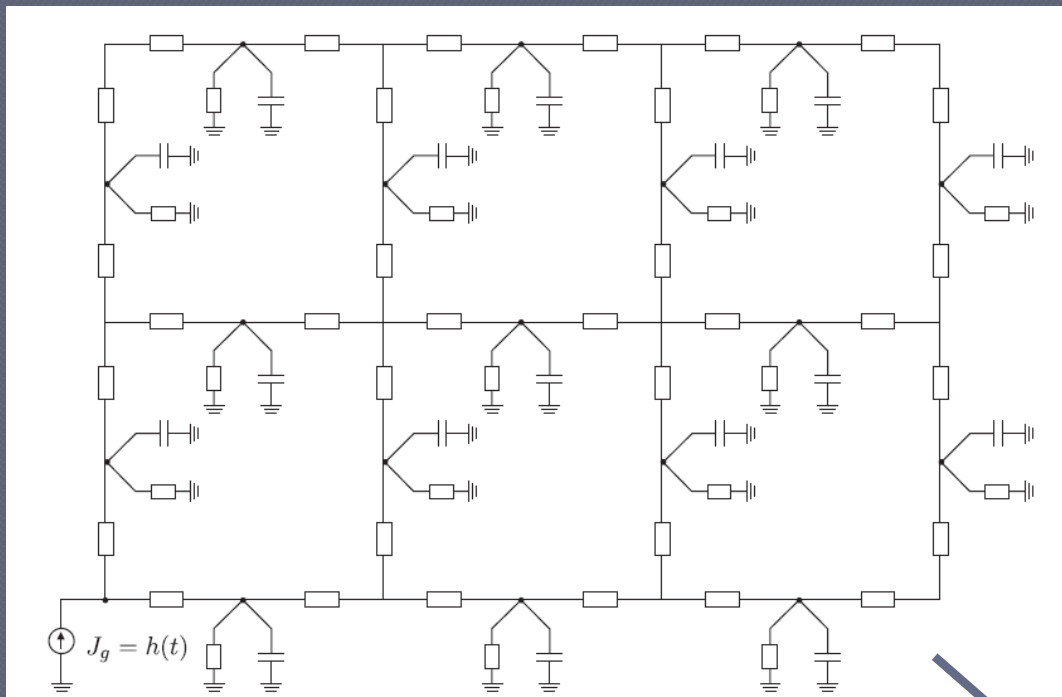 J_g = h(t)